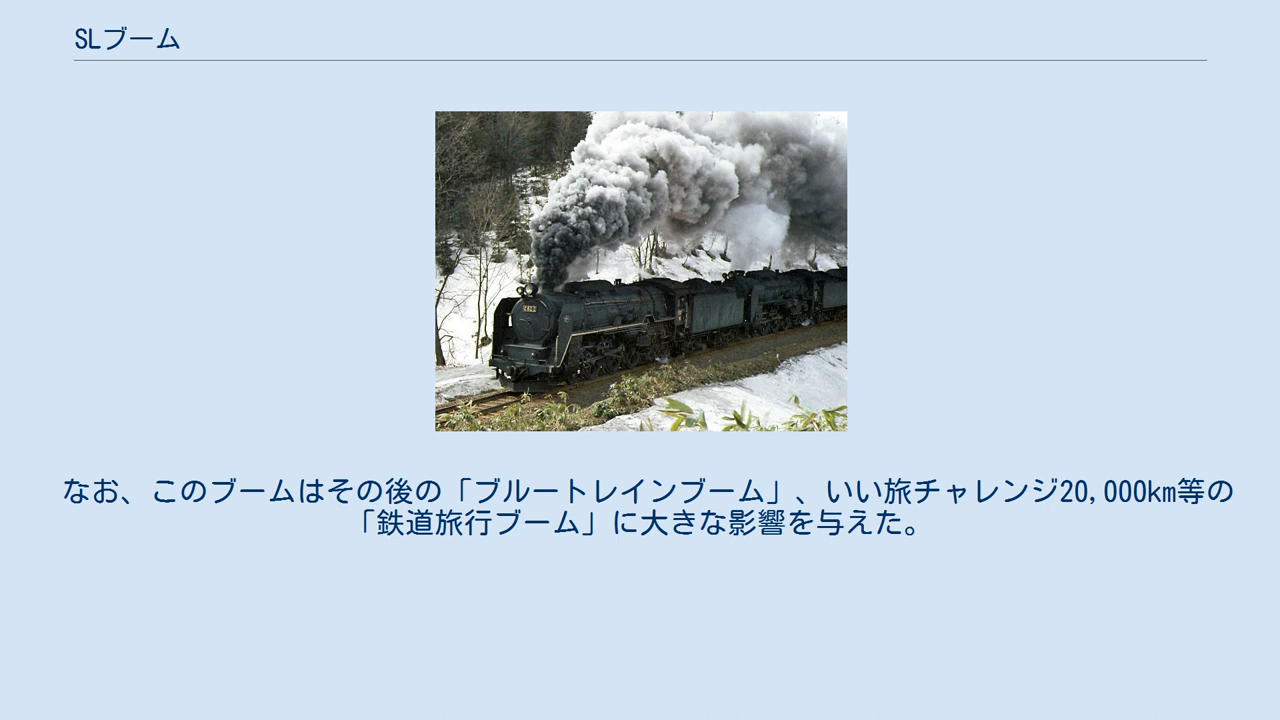 SLブーム
なお、このブームはその後の「ブルートレインブーム」、いい旅チャレンジ20,000km等の
「鉄道旅行ブーム」に大きな影響を与えた。